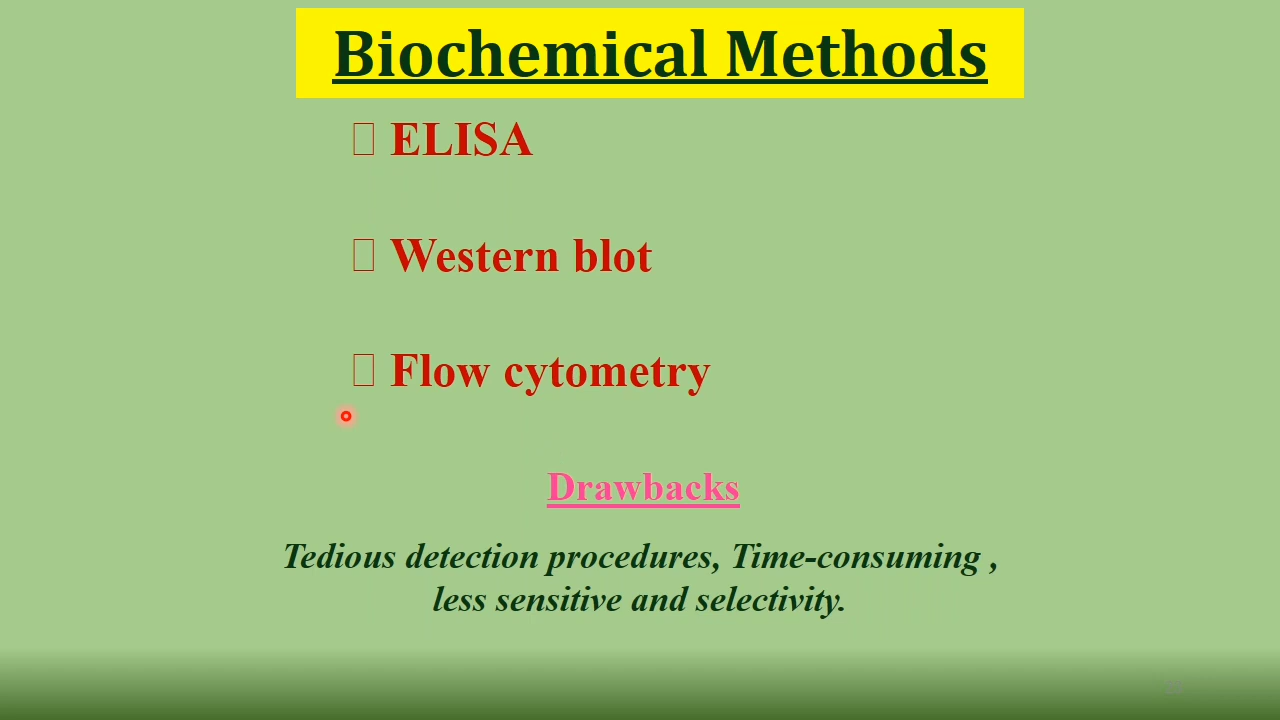 Biochemical Methods
ELISA
Western blot
Flow cytometry
Drawbacks
Tedious detection procedures, Time-consuming ,
less sensitive and selectivity.